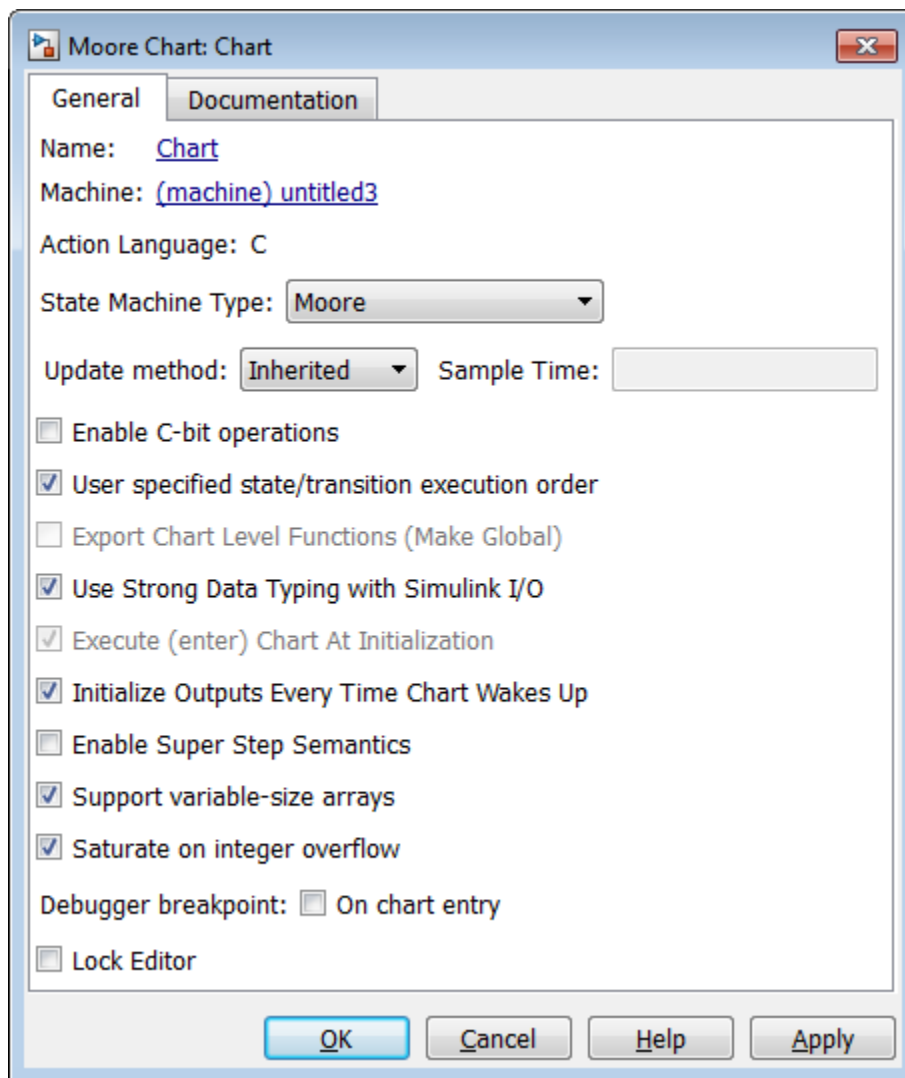 Moore Chart: Chart
General Documentation
Name: Chart
Machine: (machine) untitled3
Action Language: C
State Machine Type: Moore
Update method: Inherited Sample Time:
Enable C-bit operations
User specified state/transition execution order
Export Chart Level Functions (Make Global)
Use Strong Data Typing with Simulink I/O
Execute (enter) Chart At Initialization
Initialize Outputs Every Time Chart Wakes Up
Enable Super Step Semantics
Support variable-size arrays
Saturate on integer overflow
Debugger breakpoint: On chart entry
Lock Editor
OK Cancel Help Apply